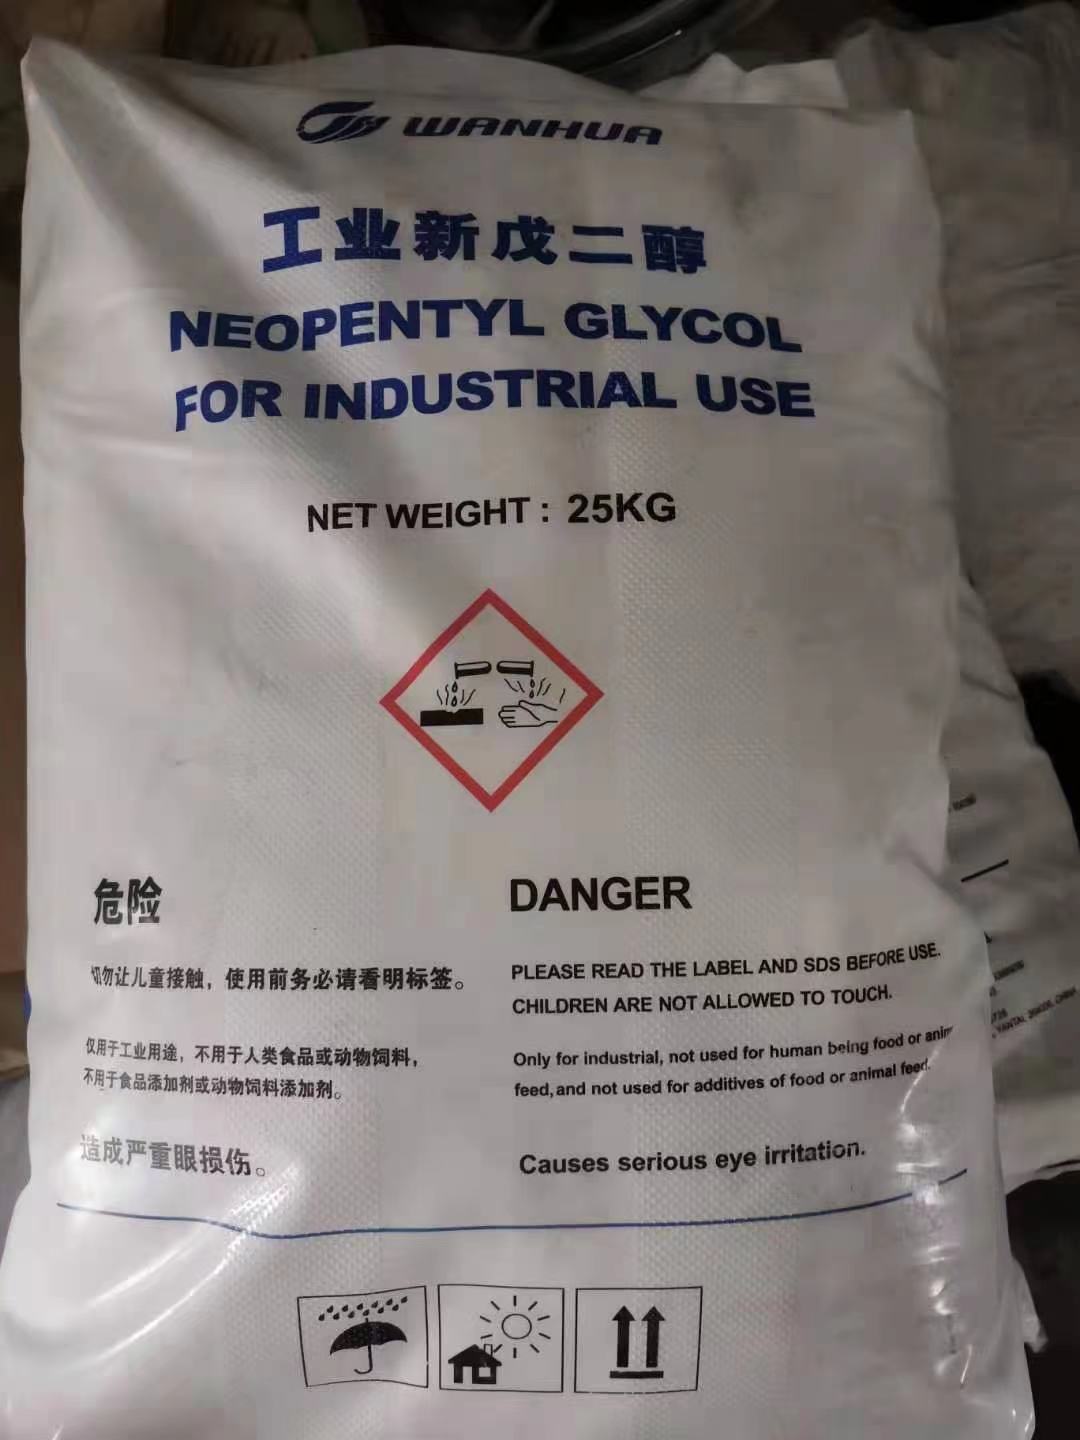 WANHUA
工业新戊二醇
NEOPENTYL GLYCOL
FOR INDUSTRIAL USE
NET WEIGHT : 25KG
危险
切勿让儿童接触，使用前务必请看明标签。
仅用于工业用途，不用于人类食品或动物饲料，
不用于食品添加剂或动物饲料添加剂。
造成严重眼损伤。
DANGER
PLEASE READ THE LABEL AND SDS BEFORE USE.
CHILDREN ARE NOT ALLOWED TO TOUCH.
Only for industrial, not used for human being food or anim
feed, and not used for additives of food or animal feed.
Causes serious eye irritation.